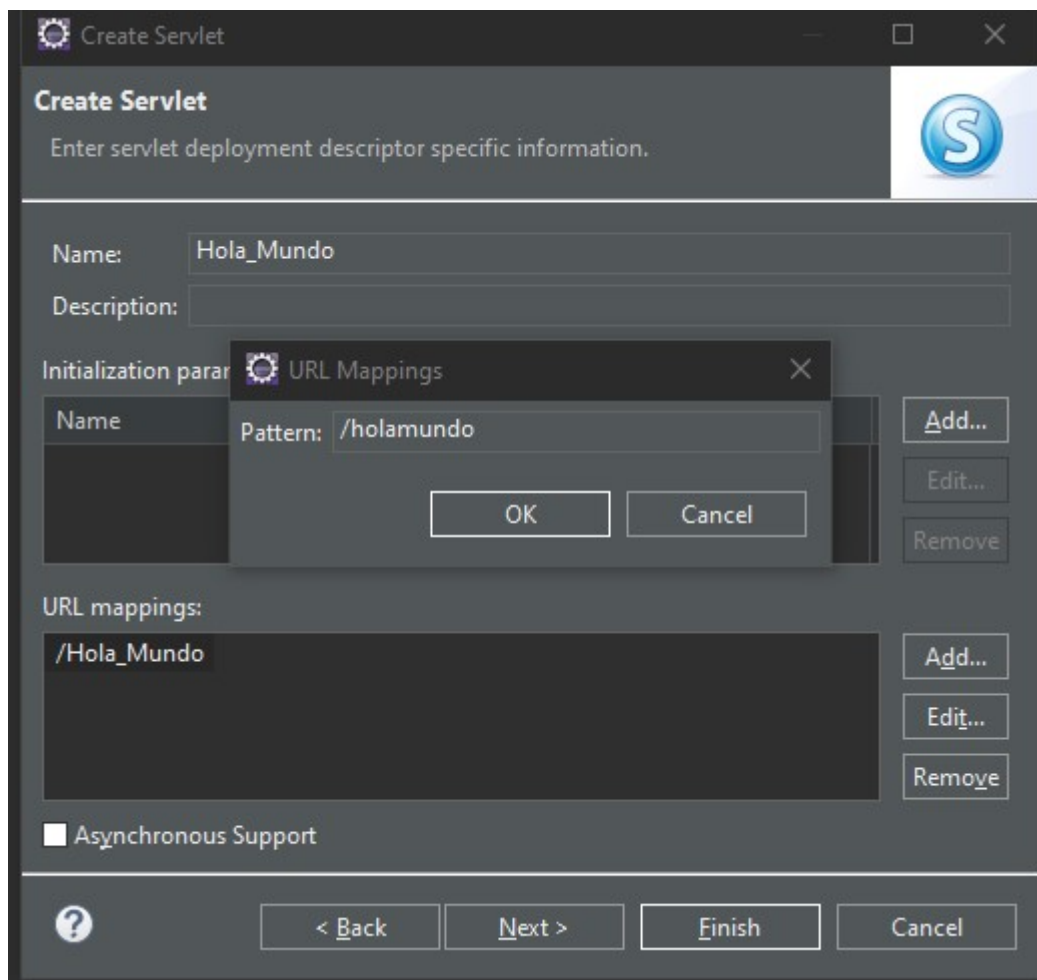 Create Servlet
Create Servlet
Enter servlet deployment descriptor specific information.
S
Name: Hola_Mundo
Description:
Initialization parar
URL Mappings
Name
Add...
Pattern: /holamundo
Edit...
OK Cancel
Remove
URL mappings:
/Hola_Mundo
Add...
Edit...
Remove
Asynchronous Support
? < Back Next > Finish Cancel